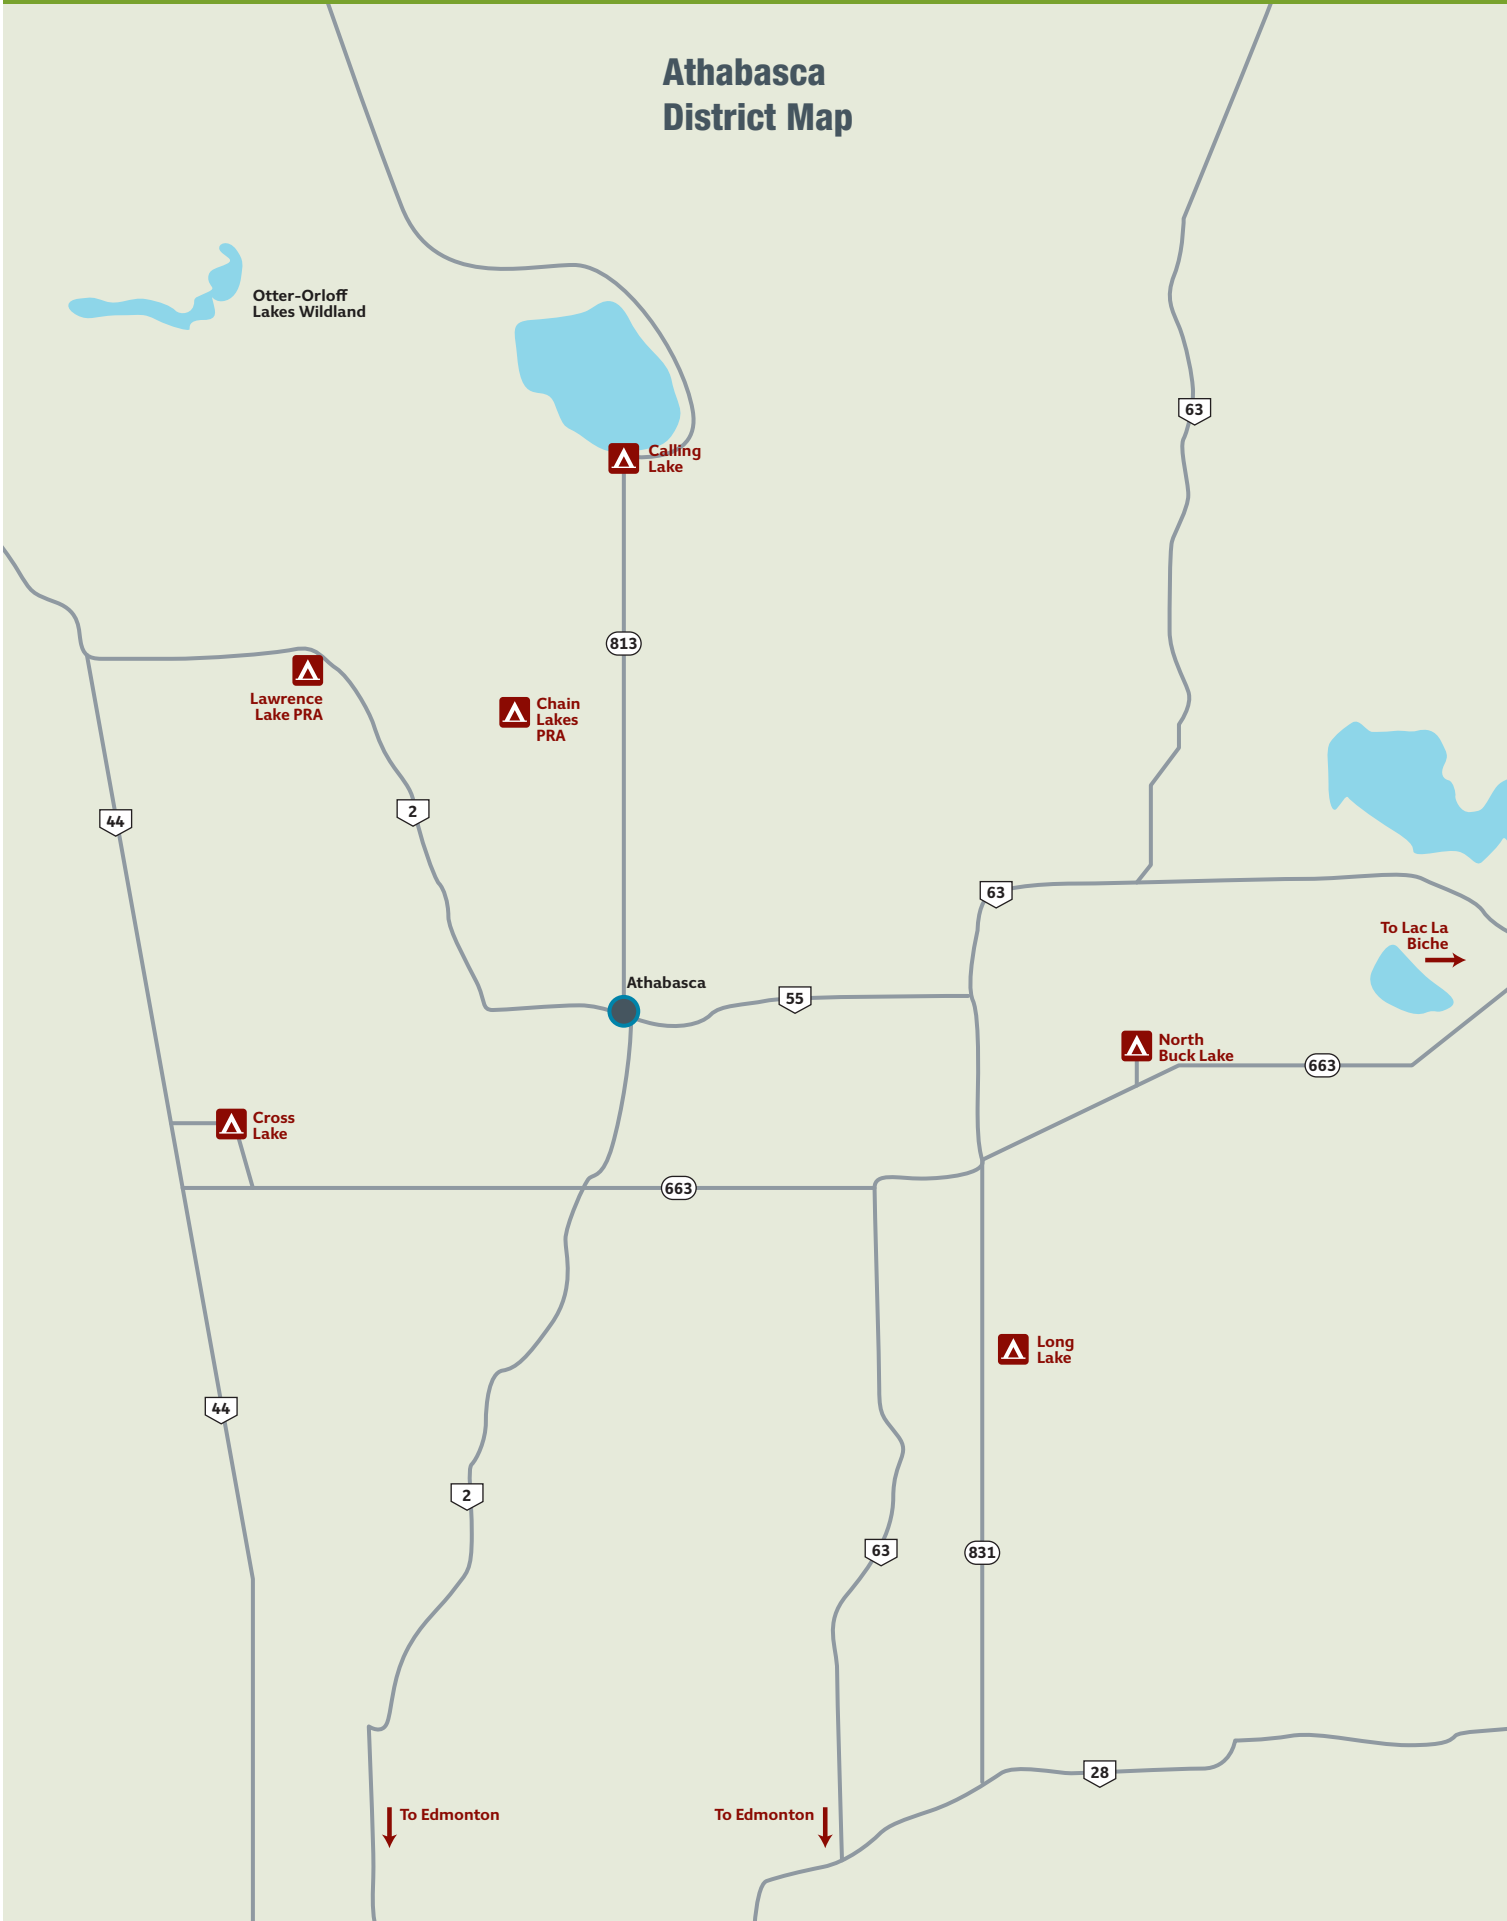 Athabasca
District Map
Otter-Orloff
Lakes Wildland
63
Calling
Lake
813
Lawrence
Lake PRA
Chain
Lakes
PRA
2
44
63
To Lac La
Biche
Athabasca
55
North
Buck Lake
663
Cross
Lake
663
Long
Lake
44
2
63
831
28
To Edmonton
To Edmonton